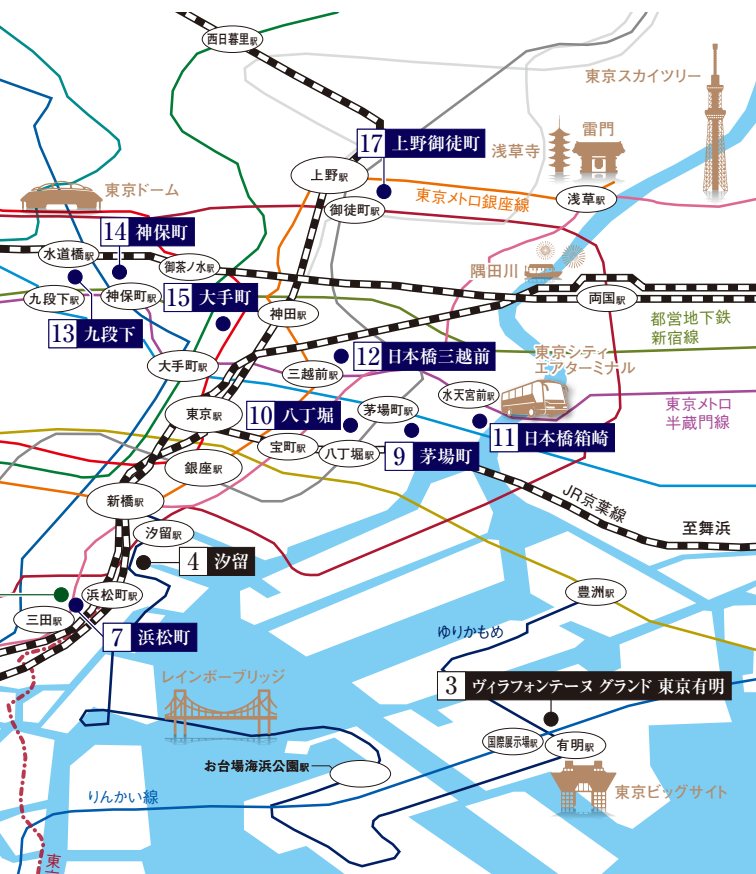 西日暮里駅
東京スカイツリー
17 上野御徒町
浅草寺
雷門
上野駅
東京ドーム
東京メトロ銀座線
浅草駅
御徒町駅
14 神保町
水道橋駅
御茶ノ水駅
隅田川
九段下駅
神保町駅
15 大手町
両国駅
神田駅
13 九段下
都営地下鉄
新宿線
12 日本橋三越前
東京シティ
エアターミナル
大手町駅
三越前駅
水天宮前駅
東京メトロ
半蔵門線
東京駅
10 八丁堀
茅場町駅
11 日本橋箱崎
宝町駅
八丁堀駅
9 茅場町
銀座駅
新橋駅
JR京葉線
至舞浜
汐留駅
4 汐留
浜松町駅
豊洲駅
三田駅
7 浜松町
ゆりかもめ
レインボーブリッジ
3 ヴィラフォンテーヌ グランド 東京有明
国際展示場駅
有明駅
お台場海浜公園駅
りんかい線
東京ビッグサイト
東